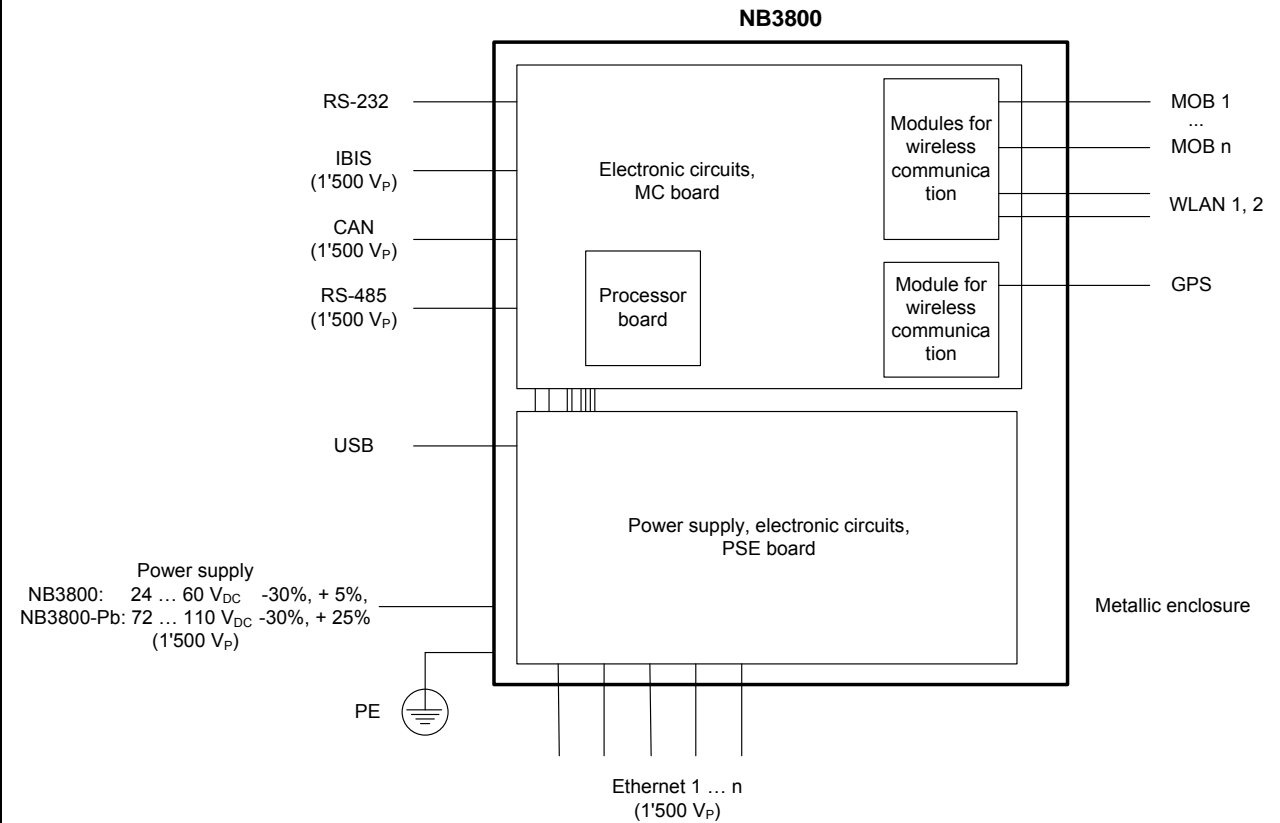 NB3800
RS-232
IBIS
(1'500 VP)
CAN
(1'500 VP)
RS-485
(1'500 VP)
Electronic circuits,
MC board
Processor
board
Modules for
wireless
communica
tion
Module for
wireless
communica
tion
MOB 1
...
MOB n
WLAN 1, 2
GPS
USB
Power supply, electronic circuits,
PSE board
Power supply
NB3800: 24 … 60 VDC -30%, + 5%,
NB3800-Pb: 72 … 110 VDC -30%, + 25%
(1'500 VP)
Metallic enclosure
PE
Ethernet 1 … n
(1'500 VP)